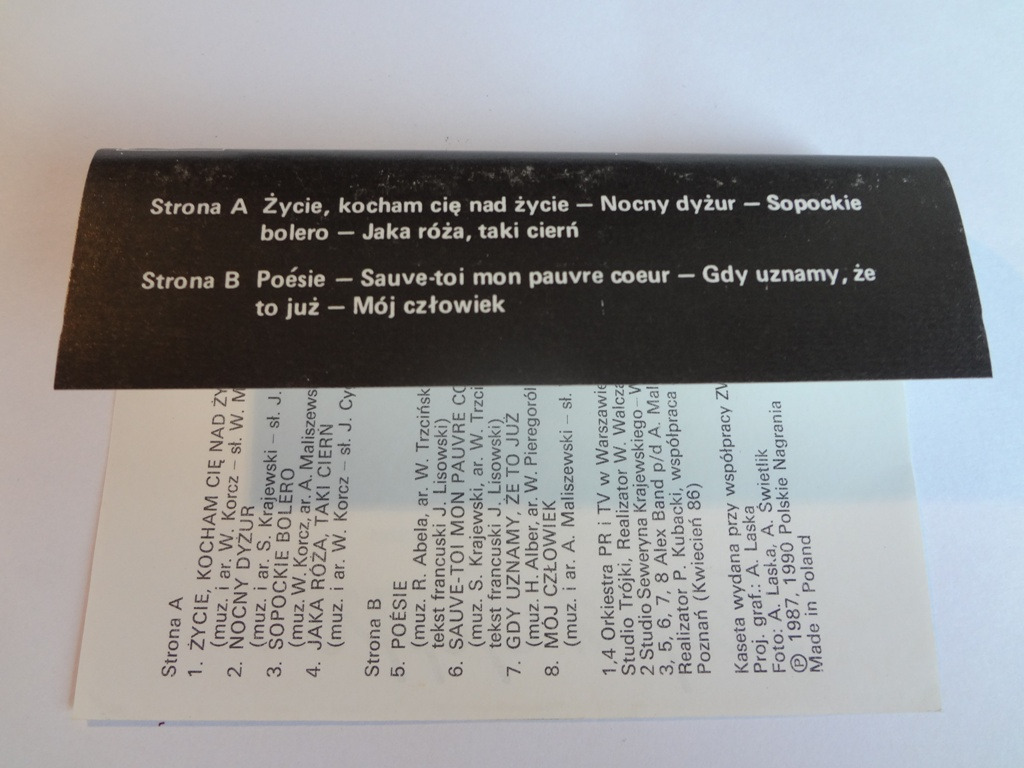 Strona A Życie, kocham cię nad życie — Nocny dyżur — Sopockie
bolero — Jaka róża, taki cierń
Strona B Poésie — Sauve-toi mon pauvre coeur — Gdy uznamy, że
to już — Mój człowiek
Strona A
1. ŻYCIE, KOCHAM CIĘ NAD
(muz. i ar. W. Korcz – sł. W.
2. NOCNY DYŻUR
(muz. i ar. S. Krajewski – sł. J.
3. SOPOCKIE BOLERO
(muz. W. Korcz, ar. A.
4. JAKA RÓŻA, TAKI CIERŃ
(muz. i ar. W. Korcz – sł. J.
Strona B
5. POÉSIE
(muz. R. Abela, ar. W.
tekst francuski J. Lisowski)
6. SAUVE-TOI MON PAUVRE
(muz. S. Krajewski, ar. W.
tekst francuski J. Lisowski)
7. GDY UZNAMY, ŻE TO JUŻ
(muz. H. Alber, ar. W.
8. MÓJ CZŁOWIEK
(muz. i ar. A. Maliszewski – sł.
1,4 Orkiestra PR i TV w
Studio Trójki, Realizator W.
2 Studio Seweryna Krajewskiego –
3, 5, 6, 7, 8 Alex Band p/d A.
Realizator P. Kubacki, współpraca
Poznań (Kwiecień 86)
Kaseta wydana przy współpracy
Proj. graf.: A. Laska
Foto: A. Laska, A. Świetlik
Ⓟ 1987, 1990 Polskie Nagrania
Made in Poland